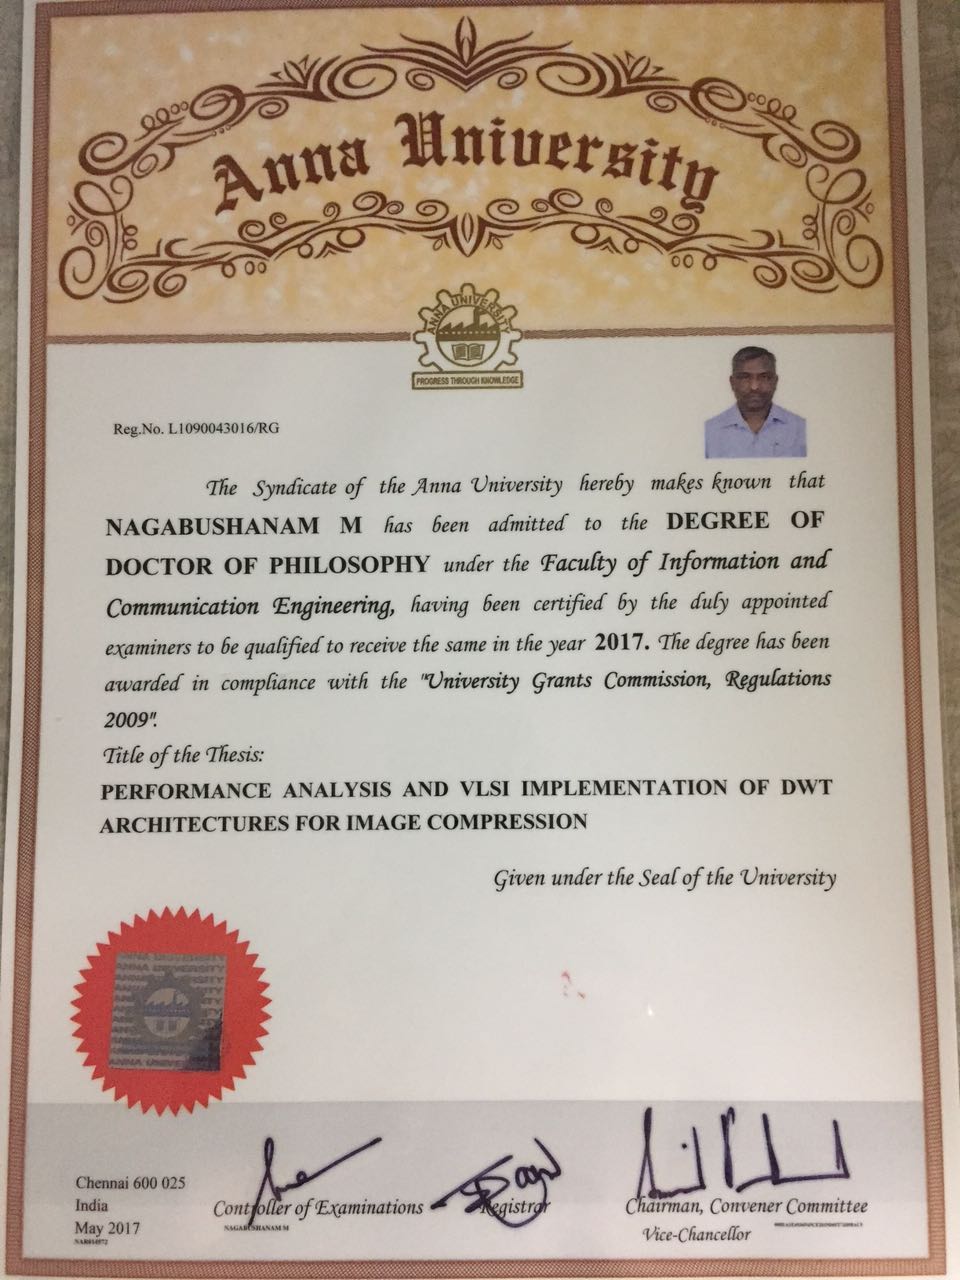 Anna University
ANNA UNIVERSITY
PROGRESS THROUGH KNOWLEDGE
Reg.No. L1090043016/RG
The Syndicate of the Anna University hereby makes known that
NAGABUSHANAM M has been admitted to the DEGREE OF
DOCTOR OF PHILOSOPHY under the Faculty of Information and
Communication Engineering, having been certified by the duly appointed
examiners to be qualified to receive the same in the year 2017. The degree has been
awarded in compliance with the "University Grants Commission, Regulations
2009".
Title of the Thesis:
PERFORMANCE ANALYSIS AND VLSI IMPLEMENTATION OF DWT
ARCHITECTURES FOR IMAGE COMPRESSION
Given under the Seal of the University
ANNA UNIVERSITY
Chennai 600 025
India
May 2017
Controller of Examinations
NAGABUSHANAM M
Registrar
Chairman, Convener Committee
Vice-Chancellor